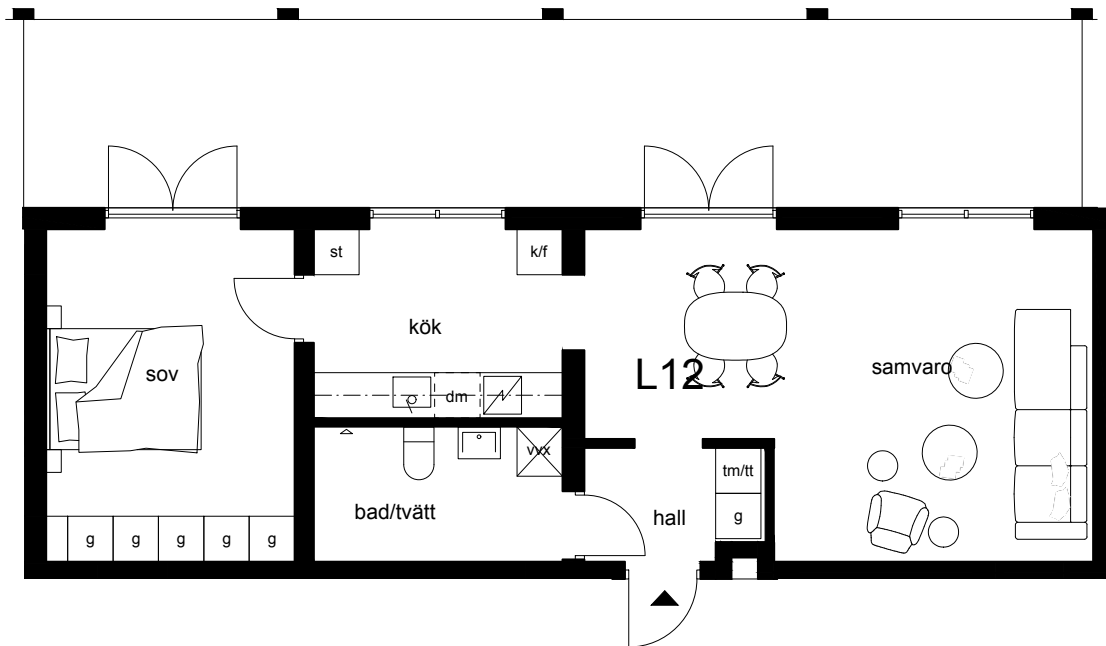 st
k/f
kök
sov
L12
samvaro
dm
vvx
tm/tt
bad/tvätt
hall
g
g
g
g
g
g